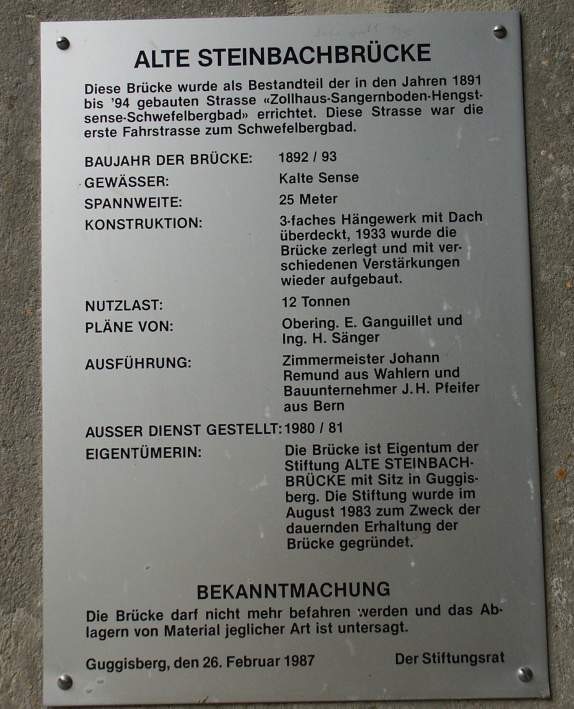 ALTE STEINBACHBRÜCKE
Diese Brücke wurde als Bestandteil der in den Jahren 1891
bis '94 gebauten Strasse «Zollhaus-Sangernboden-Hengst-
sense-Schwefelbergbad» errichtet. Diese Strasse war die
erste Fahrstrasse zum Schwefelbergbad.
BAUJAHR DER BRÜCKE: 1892 / 93
GEWÄSSER: Kalte Sense
SPANNWEITE: 25 Meter
KONSTRUKTION: 3-faches Hängewerk mit Dach
überdeckt, 1933 wurde die
Brücke zerlegt und mit ver-
schiedenen Verstärkungen
wieder aufgebaut.
NUTZLAST: 12 Tonnen
PLÄNE VON: Obering. E. Ganguillet und
Ing. H. Sänger
AUSFÜHRUNG: Zimmermeister Johann
Remund aus Wahlern und
Bauunternehmer J.H. Pfeifer
aus Bern
AUSSER DIENST GESTELLT: 1980 / 81
EIGENTÜMERIN: Die Brücke ist Eigentum der
Stiftung ALTE STEINBACH-
BRÜCKE mit Sitz in Guggis-
berg. Die Stiftung wurde im
August 1983 zum Zweck der
dauernden Erhaltung der
Brücke gegründet.
BEKANNTMACHUNG
Die Brücke darf nicht mehr befahren werden und das Ab-
lagern von Material jeglicher Art ist untersagt.
Guggisberg, den 26. Februar 1987 Der Stiftungsrat